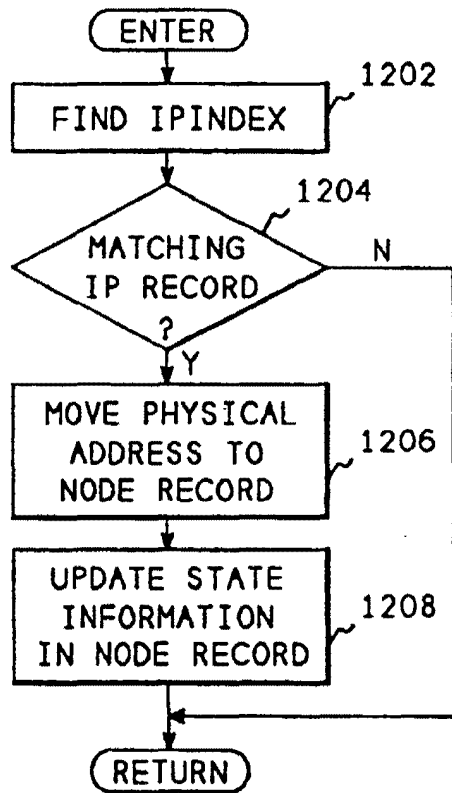 ENTER
1202
FIND IPINDEX
1204
MATCHING
IP RECORD
?
N
Y
MOVE PHYSICAL
ADDRESS TO
NODE RECORD
1206
UPDATE STATE
INFORMATION
IN NODE RECORD
1208
RETURN